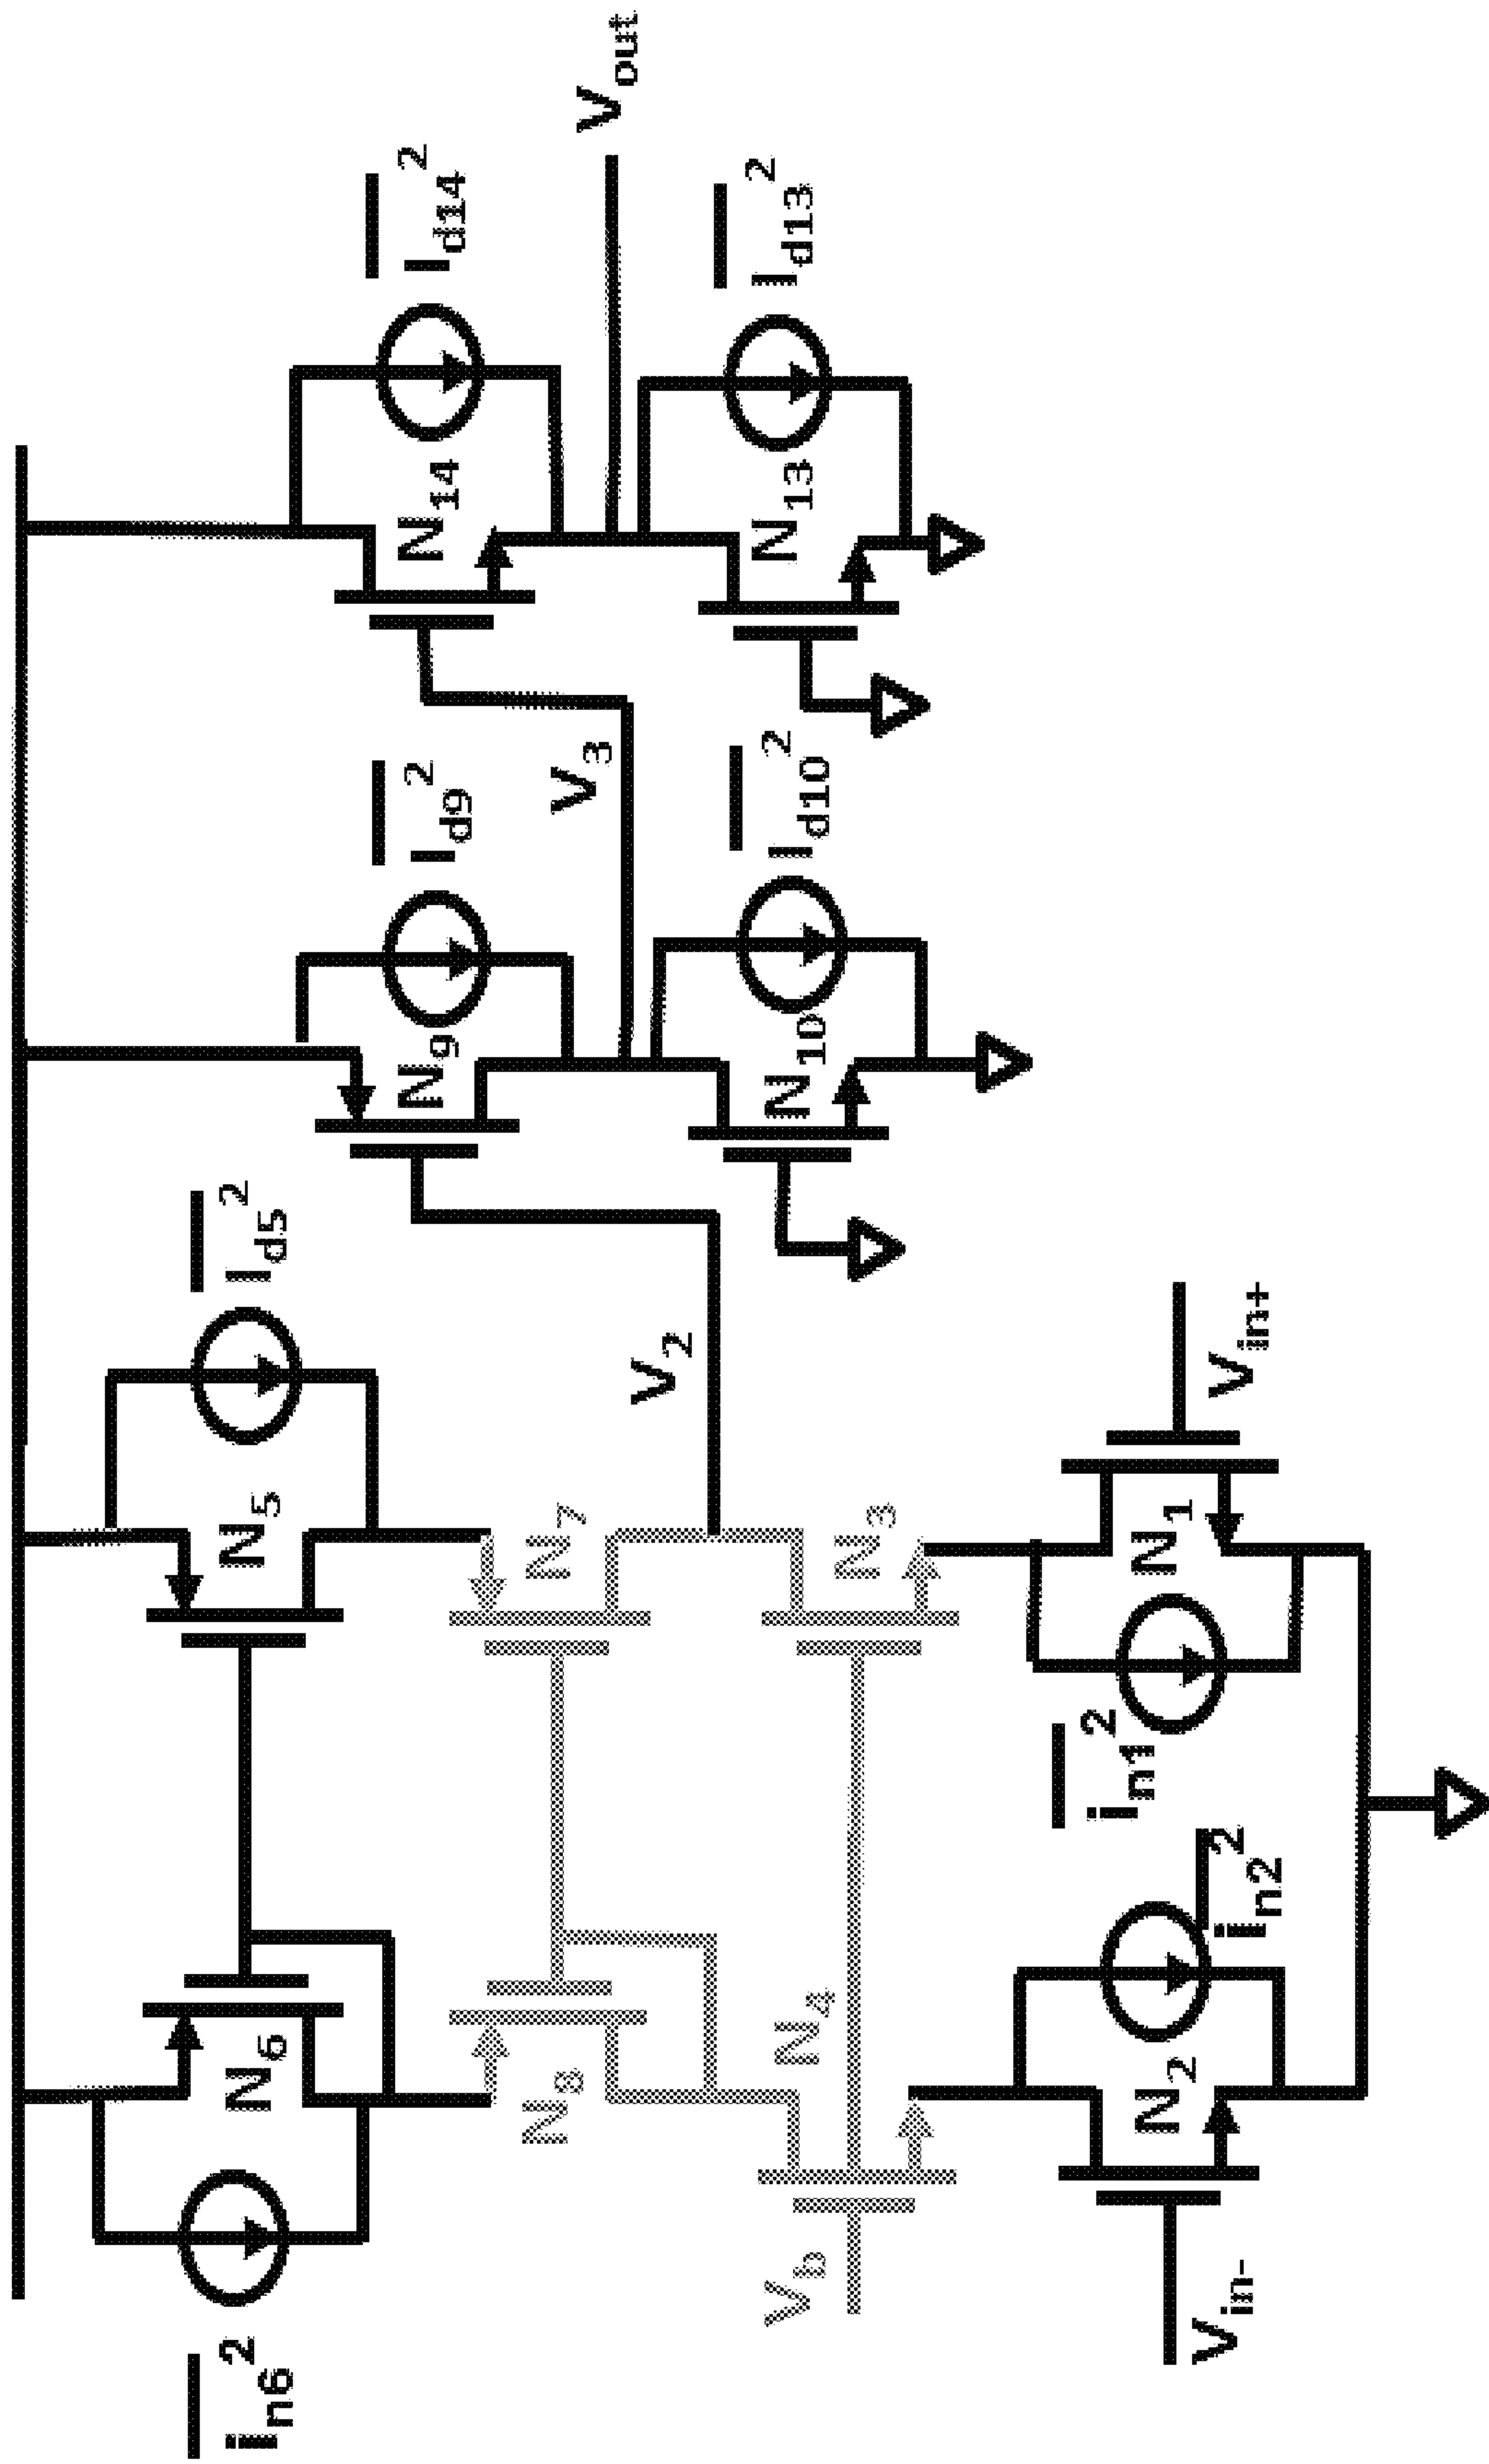 i_n6^2
N_6
N_5
I_d5^2
N_8
N_7
V_b
N_4
N_3
V_2
V_in-
N_2
i_n2^2
i_n1^2
N_1
V_in+
N_9
I_d9^2
V_3
N_10
I_d10^2
N_14
I_d14^2
V_out
N_13
I_d13^2